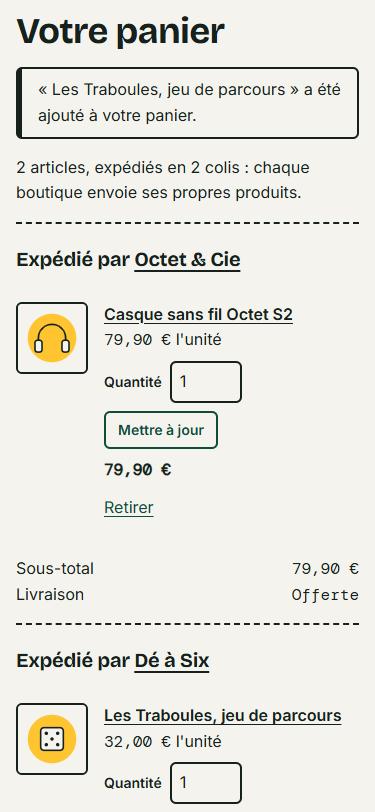 Votre panier
« Les Traboules, jeu de parcours » a été
ajouté à votre panier.
2 articles, expédiés en 2 colis : chaque
boutique envoie ses propres produits.
Expédié par Octet & Cie
Casque sans fil Octet S2
79,90 € l'unité
Quantité 1
Mettre à jour
79,90 €
Retirer
Sous-total 79,90 €
Livraison Offerte
Expédié par Dé à Six
Les Traboules, jeu de parcours
32,00 € l'unité
Quantité 1